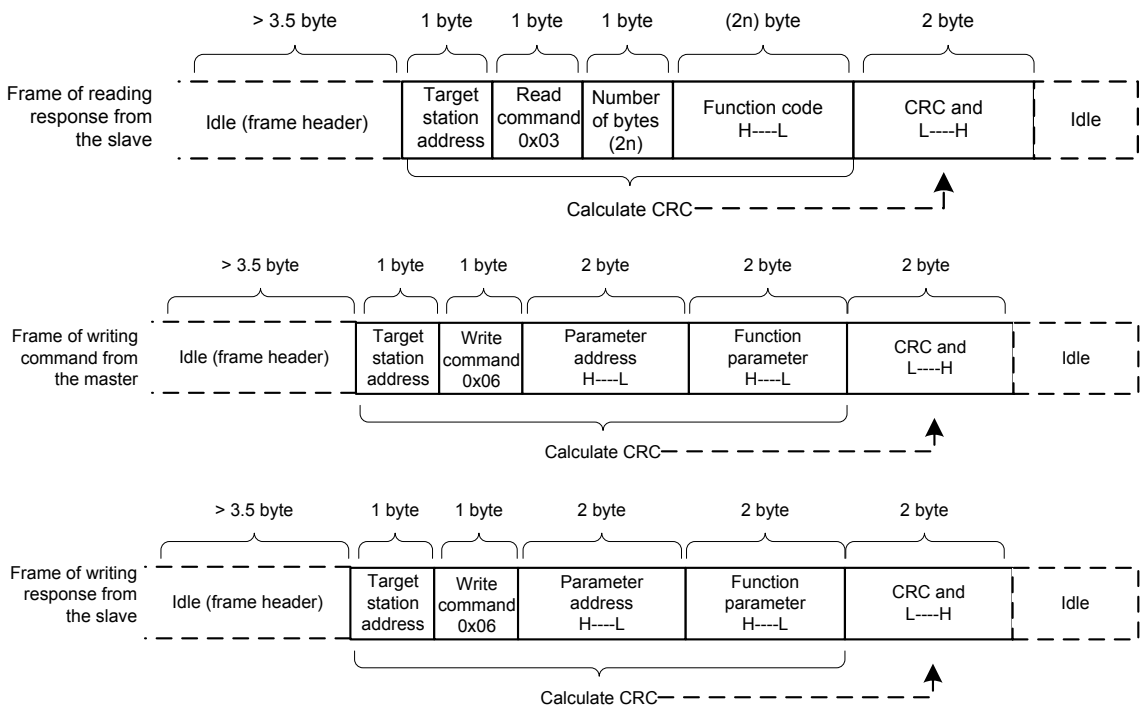 > 3.5 byte 1 byte 1 byte 1 byte (2n) byte 2 byte
Frame of reading
response from
the slave
Idle (frame header)
Target
station
address
Read
command
0x03
Number
of bytes
(2n)
Function code
H----L
CRC and
L----H
Idle
Calculate CRC
> 3.5 byte 1 byte 1 byte 2 byte 2 byte 2 byte
Frame of writing
command from
the master
Idle (frame header)
Target
station
address
Write
command
0x06
Parameter
address
H----L
Function
parameter
H----L
CRC and
L----H
Idle
Calculate CRC
> 3.5 byte 1 byte 1 byte 2 byte 2 byte 2 byte
Frame of writing
response from
the slave
Idle (frame header)
Target
station
address
Write
command
0x06
Parameter
address
H----L
Function
parameter
H----L
CRC and
L----H
Idle
Calculate CRC